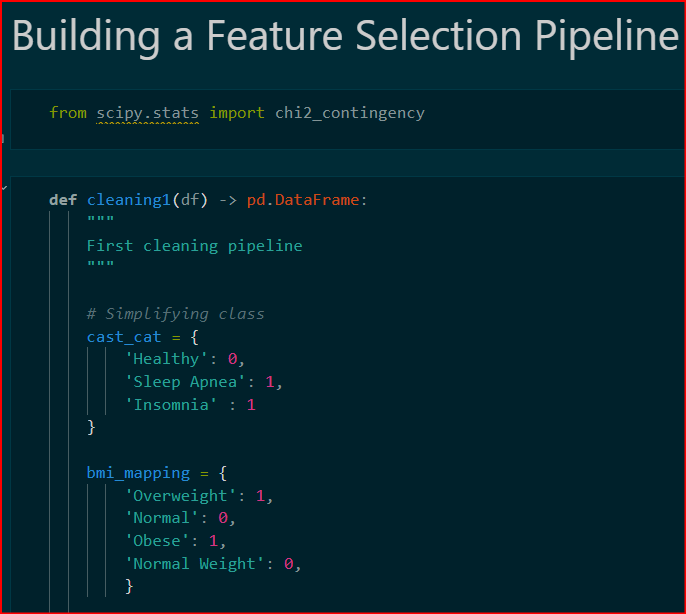 Building a Feature Selection Pipeline
from scipy.stats import chi2_contingency
def cleaning1(df) -> pd.DataFrame:
"""
First cleaning pipeline
"""
# Simplifying class
cast_cat = {
'Healthy': 0,
'Sleep Apnea': 1,
'Insomnia' : 1
}
bmi_mapping = {
'Overweight': 1,
'Normal': 0,
'Obese': 1,
'Normal Weight': 0,
}